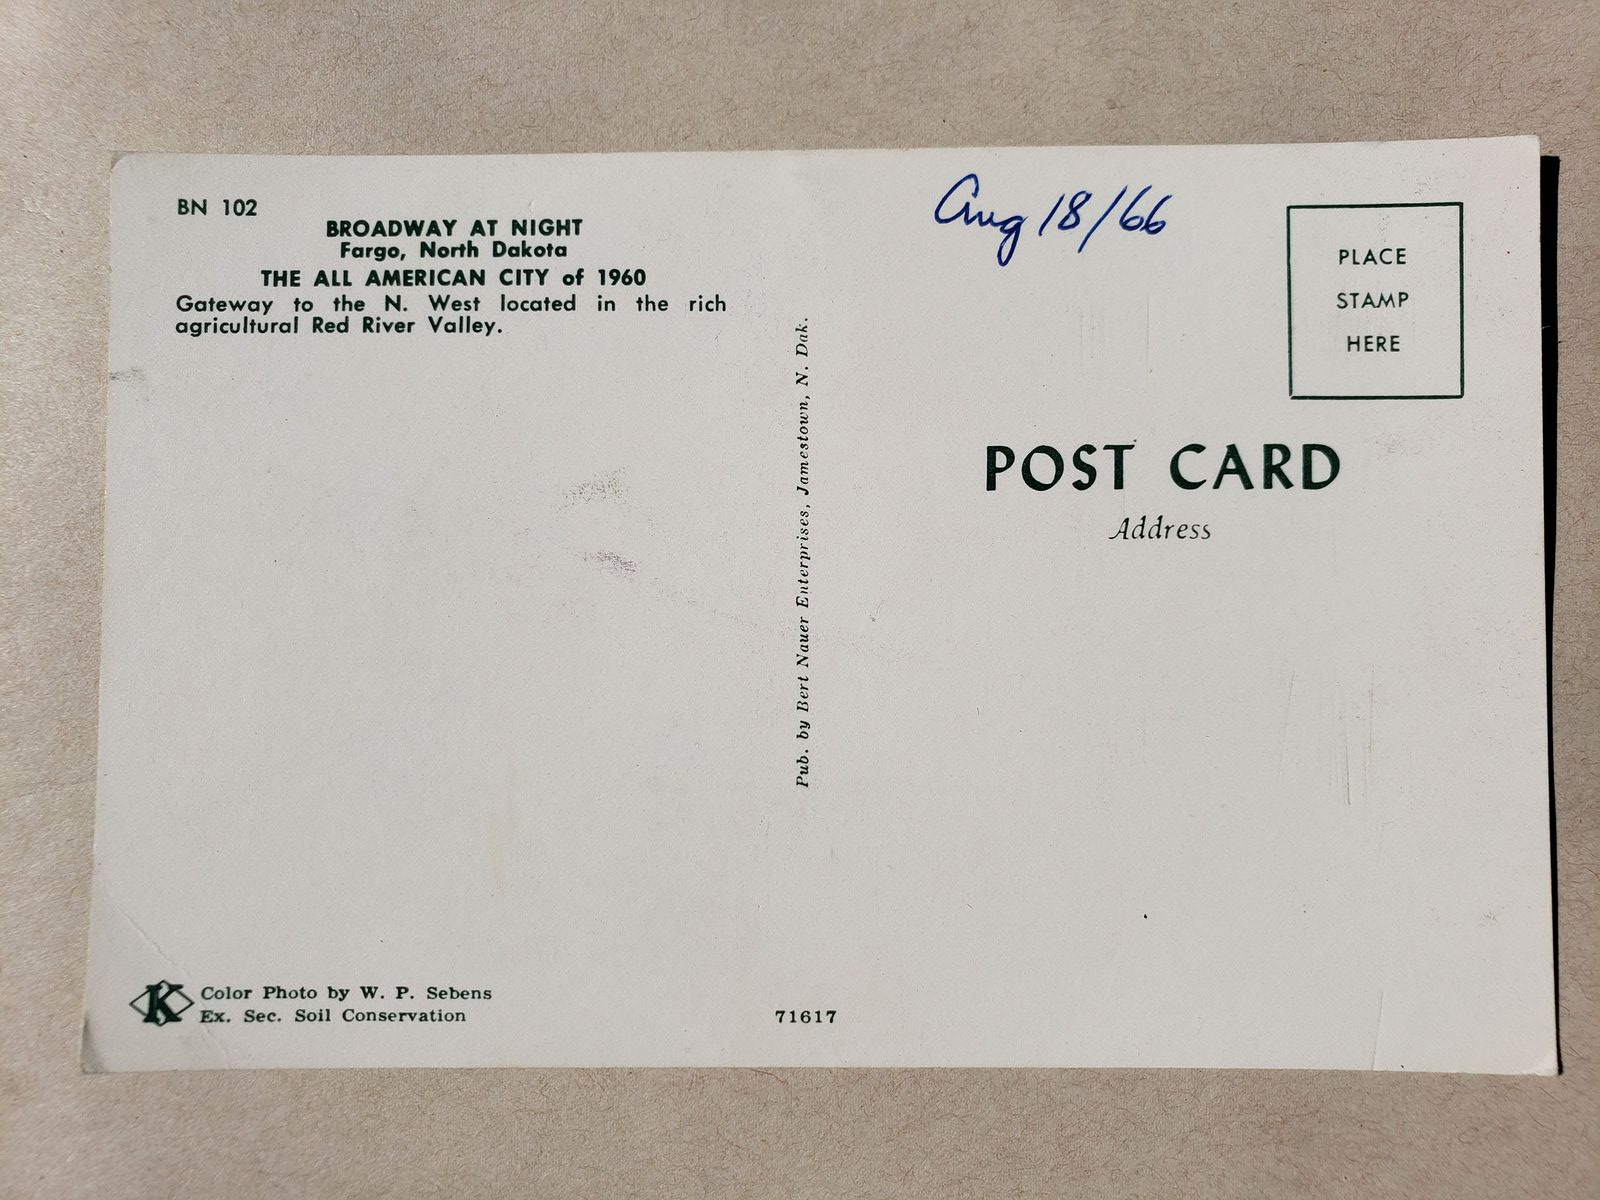 BN 102
BROADWAY AT NIGHT
Fargo, North Dakota
THE ALL AMERICAN CITY of 1960
Gateway to the N. West located in the rich
agricultural Red River Valley.
K
Color Photo by W. P. Sebens
Ex. Sec. Soil Conservation
Pub. by Bert Nauer Enterprises, Jamestown, N. Dak.
71617
Aug 18/66
PLACE
STAMP
HERE
POST CARD
Address